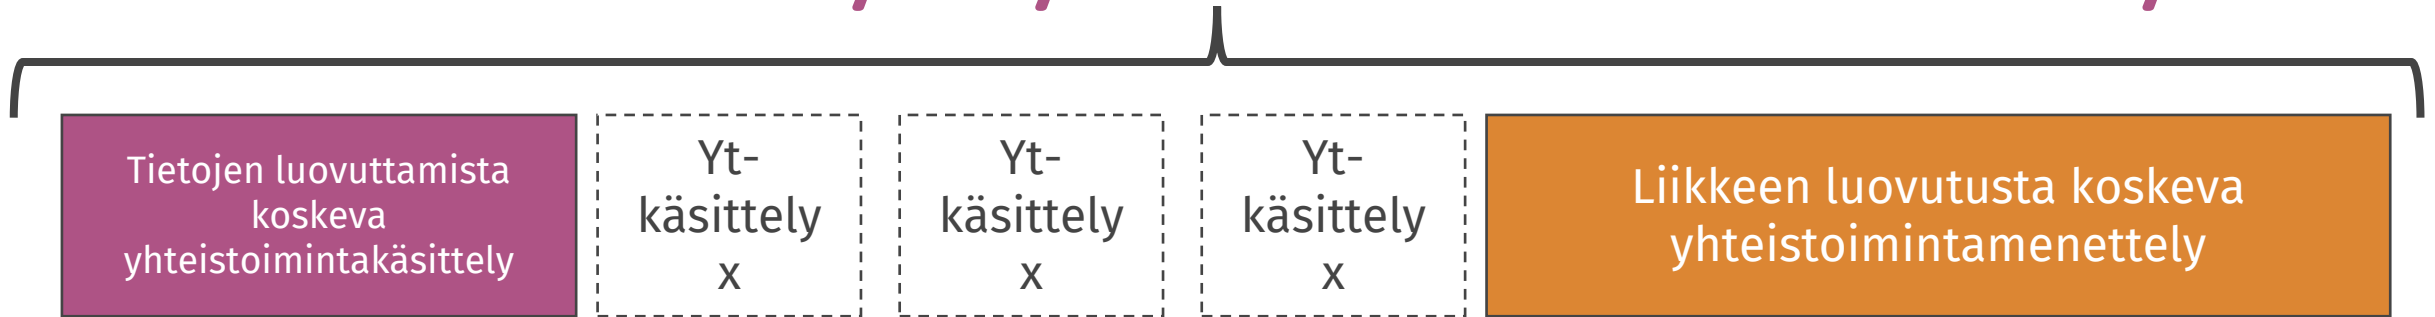 Tietojen luovuttamista
koskeva
yhteistoimintakäsittely
Yt-
käsittely
x
Yt-
käsittely
x
Yt-
käsittely
x
Liikkeen luovutusta koskeva
yhteistoimintamenettely